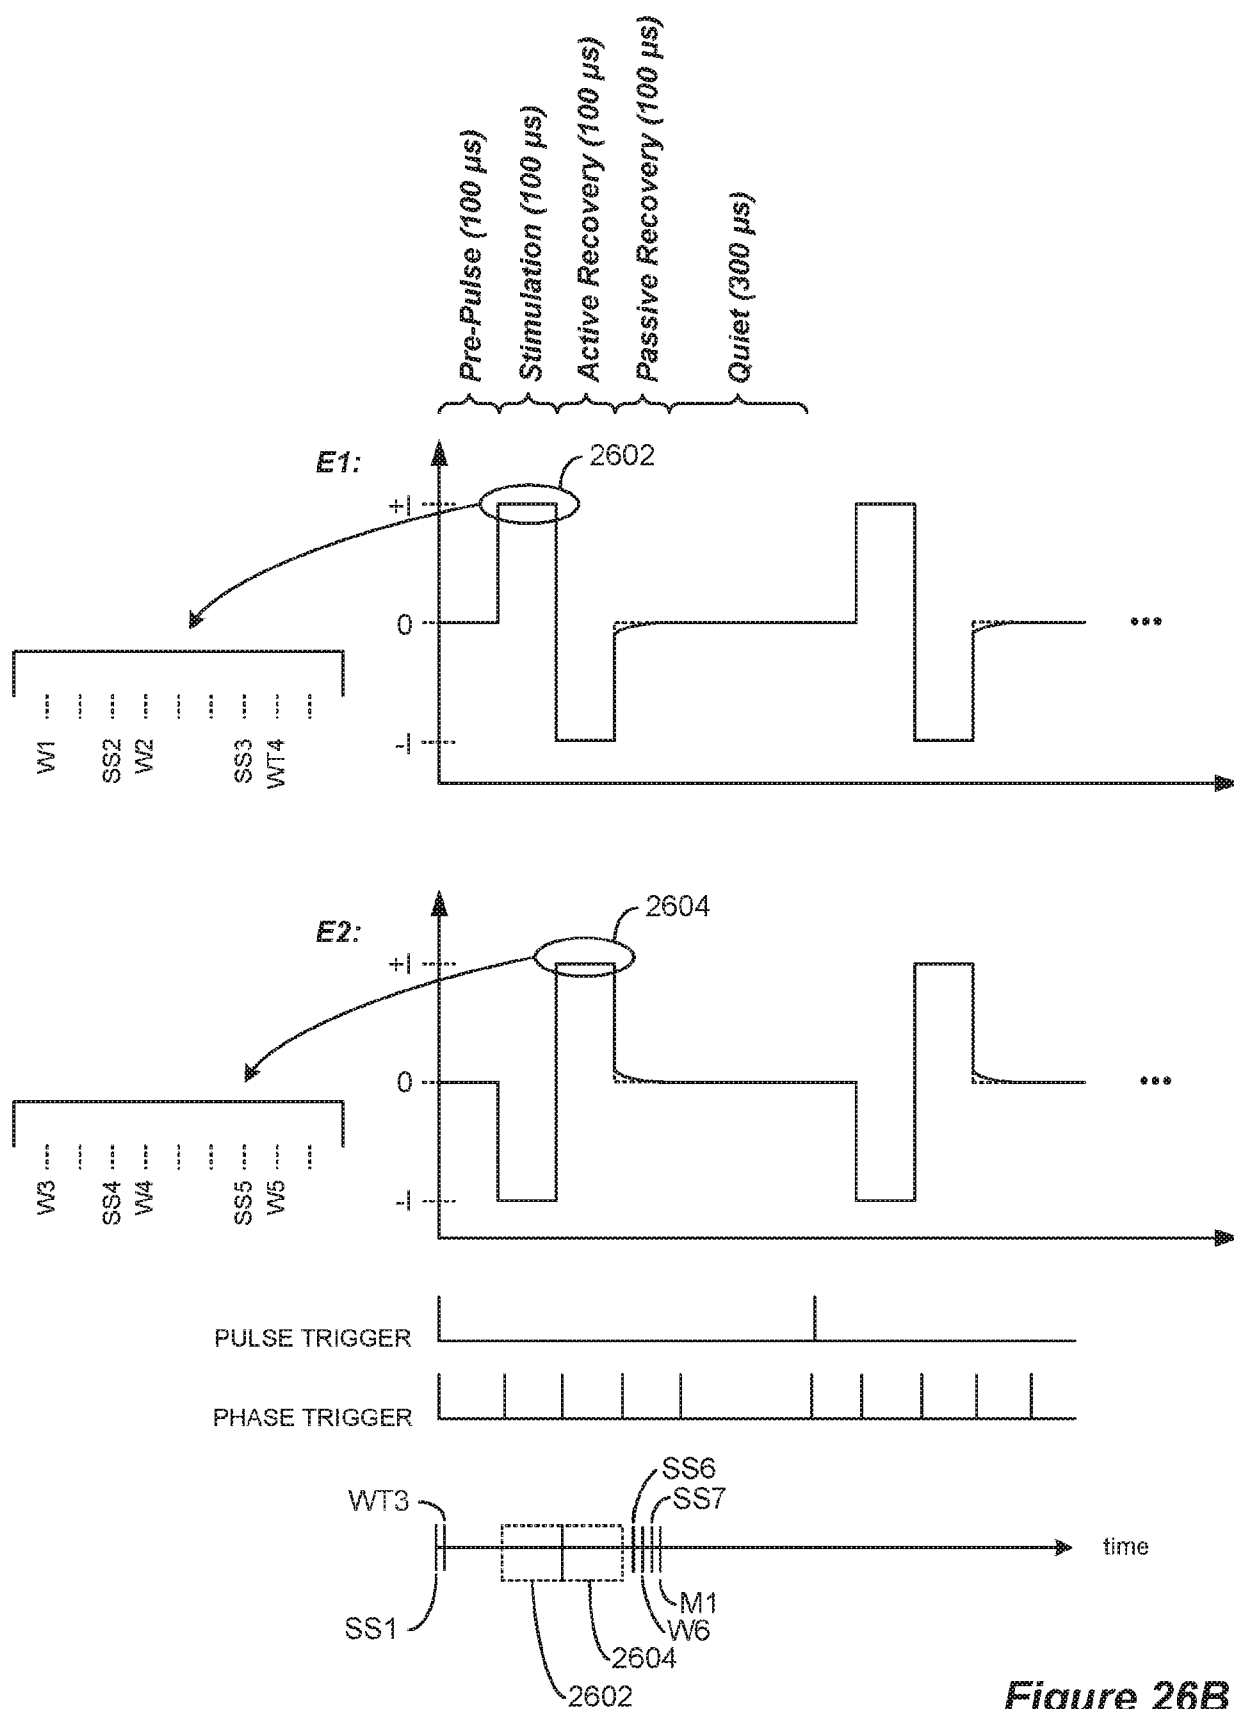 Pre-Pulse (100 µs)
Stimulation (100 µs)
Active Recovery (100 µs)
Passive Recovery (100 µs)
Quiet (300 µs)
E1:
2602
+I
0
-I
...
W1
SS2
W2
SS3
WT4
E2:
2604
+I
0
-I
...
W3
SS4
W4
SS5
W5
PULSE TRIGGER
PHASE TRIGGER
SS6
SS7
WT3
time
M1
W6
SS1
2604
2602
Figure 26B